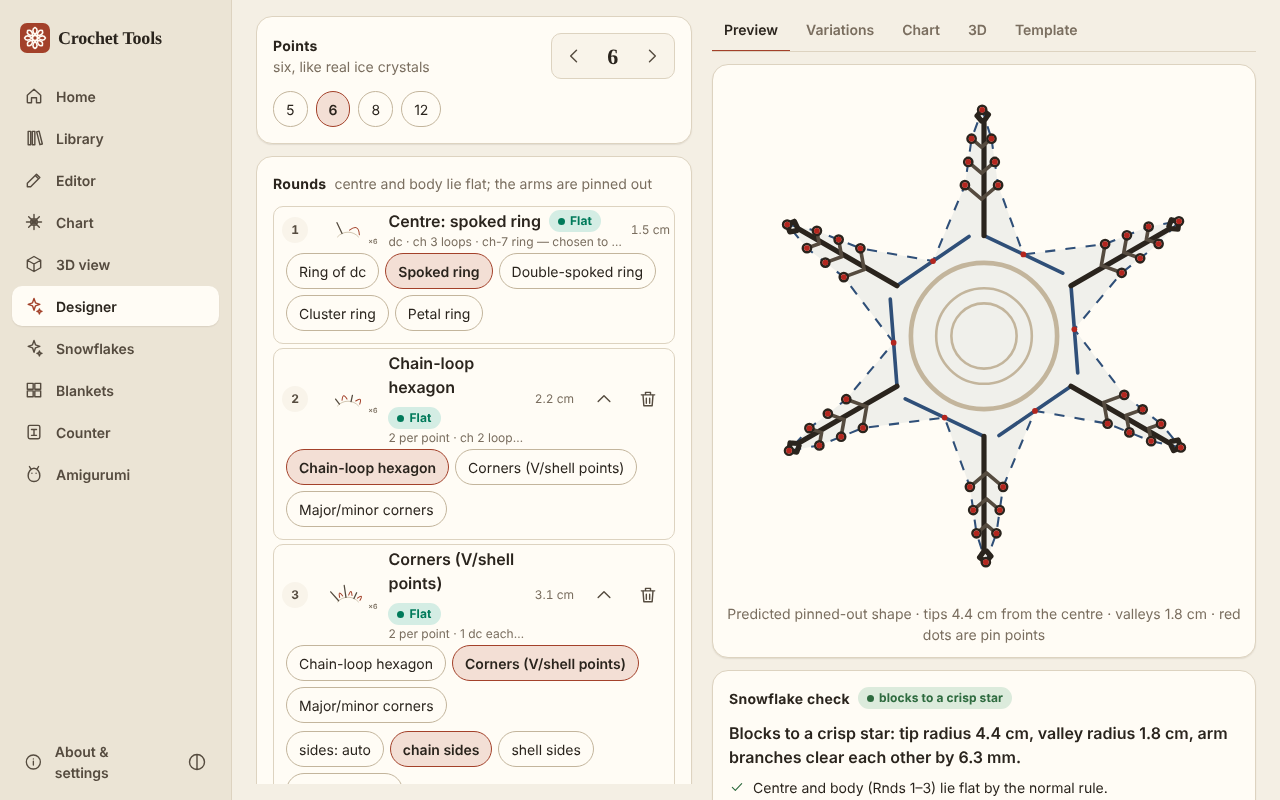 Crochet Tools
Home
Library
Editor
Chart
3D view
Designer
Snowflakes
Blankets
Counter
Amigurumi
About &
settings
Points
six, like real ice crystals
6
5 6 8 12
Rounds centre and body lie flat; the arms are pinned out
1 ×6 Centre: spoked ring Flat 1.5 cm
dc · ch 3 loops · ch-7 ring — chosen to ...
Ring of dc Spoked ring Double-spoked ring
Cluster ring Petal ring
Chain-loop
hexagon
2 ×6 2.2 cm
Flat
2 per point · ch 2 loop...
Chain-loop hexagon Corners (V/shell points)
Major/minor corners
Corners (V/shell
points)
3 ×6 3.1 cm
Flat
2 per point · 1 dc each...
Chain-loop hexagon Corners (V/shell points)
Major/minor corners
sides: auto chain sides shell sides
Preview Variations Chart 3D Template
Predicted pinned-out shape · tips 4.4 cm from the centre · valleys 1.8 cm · red
dots are pin points
Snowflake check blocks to a crisp star
Blocks to a crisp star: tip radius 4.4 cm, valley radius 1.8 cm, arm
branches clear each other by 6.3 mm.
Centre and body (Rnds 1–3) lie flat by the normal rule.